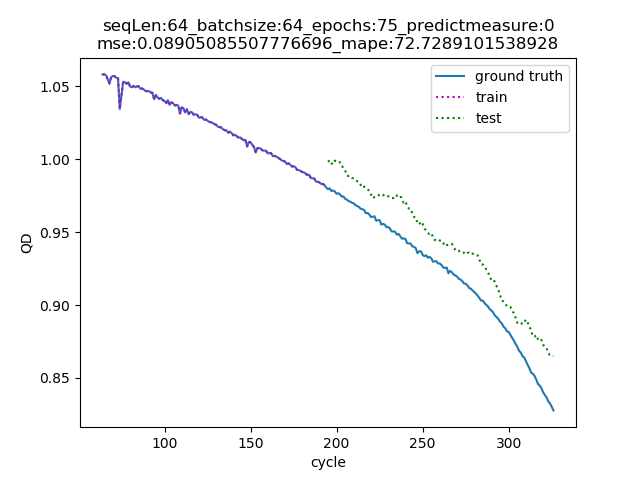 seqLen:64_batchsize:64_epochs:75_predictmeasure:0
mse:0.08905085507776696_mape:72.7289101538928
ground truth
train
test
QD
1.05
1.00
0.95
0.90
0.85
100 150 200 250 300
cycle